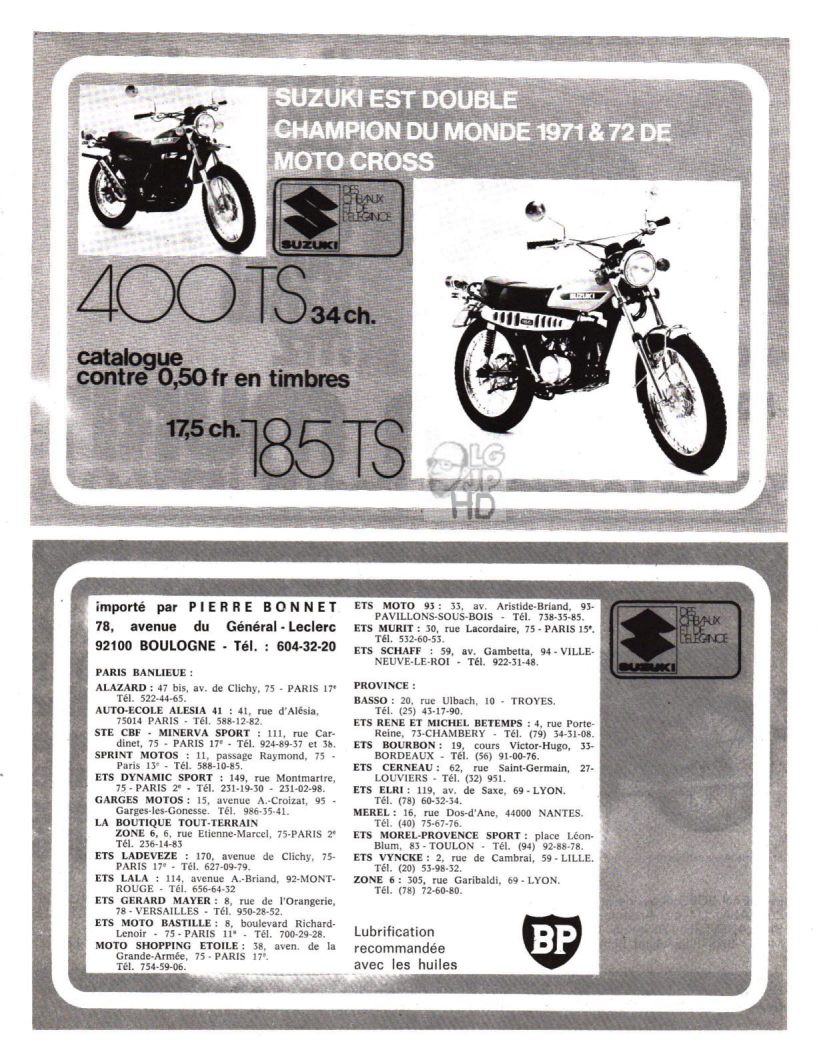 SUZUKI EST DOUBLE
CHAMPION DU MONDE 1971 & 72 DE
MOTO CROSS
DES
CHEVAUX
ET DE
L'ELEGANCE
SUZUKI
400 TS 34 ch.
SUZUKI
catalogue
contre 0,50 fr en timbres
17,5 ch. 185 TS
LG
JP
HD
importé par PIERRE BONNET
78, avenue du Général-Leclerc
92100 BOULOGNE - Tél. : 604-32-20
PARIS BANLIEUE :
ALAZARD : 47 bis, av. de Clichy, 75 - PARIS 17e
Tél. 522-44-65.
AUTO-ECOLE ALESIA 41 : 41, rue d'Alésia,
75014 PARIS - Tél. 588-12-82.
STE CBF - MINERVA SPORT : 111, rue Car-
dinet, 75 - PARIS 17e - Tél. 924-89-37 et 38.
SPRINT MOTOS : 11, passage Raymond, 75 -
Paris 13e - Tél. 588-10-85.
ETS DYNAMIC SPORT : 149, rue Montmartre,
75 - PARIS 2e - Tél. 231-19-30 - 231-02-98.
GARGES MOTOS : 15, avenue A.-Croizat, 95 -
Garges-les-Gonesse. Tél. 986-35-41.
LA BOUTIQUE TOUT-TERRAIN
ZONE 6, 6, rue Etienne-Marcel, 75-PARIS 2e
Tél. 236-14-83
ETS LADEVEZE : 170, avenue de Clichy, 75-
PARIS 17e - Tél. 627-09-79.
ETS LALA : 114, avenue A.-Briand, 92-MONT-
ROUGE - Tél. 656-64-32
ETS GERARD MAYER : 8, rue de l'Orangerie,
78 - VERSAILLES - Tél. 950-28-52.
ETS MOTO BASTILLE : 8, boulevard Richard-
Lenoir - 75 - PARIS 11e - Tél. 700-29-28.
MOTO SHOPPING ETOILE : 38, aven. de la
Grande-Armée, 75 - PARIS 17e.
Tél. 754-59-06.
ETS MOTO 93 : 33, av. Aristide-Briand, 93-
PAVILLONS-SOUS-BOIS - Tél. 738-35-85.
ETS MURIT : 30, rue Lacordaire, 75 - PARIS 15e.
Tél. 532-60-53.
ETS SCHAFF : 59, av. Gambetta, 94 - VILLE-
NEUVE-LE-ROI - Tél. 922-31-48.
PROVINCE :
BASSO : 20, rue Ulbach, 10 - TROYES.
Tél. (25) 43-17-90.
ETS RENE ET MICHEL BETEMPS : 4, rue Porte-
Reine, 73-CHAMBERY - Tél. (79) 34-31-08.
ETS BOURBON : 19, cours Victor-Hugo, 33-
BORDEAUX - Tél. (56) 91-00-76.
ETS CERNEAU : 62, rue Saint-Germain, 27-
LOUVIERS - Tél. (32) 951.
ETS ELRI : 119, av. de Saxe, 69 - LYON.
Tél. (78) 60-32-34.
MEREL : 16, rue Dos-d'Ane, 44000 NANTES.
Tél. (40) 75-67-76.
ETS MOREL-PROVENCE SPORT : place Léon-
Blum, 83 - TOULON - Tél. (94) 92-88-78.
ETS VYNCKE : 2, rue de Cambrai, 59 - LILLE.
Tél. (20) 53-98-32.
ZONE 6 : 305, rue Garibaldi, 69 - LYON.
Tél. (78) 72-60-80.
Lubrification
recommandée
avec les huiles
BP
DES
CHEVAUX
ET DE
L'ELEGANCE
SUZUKI